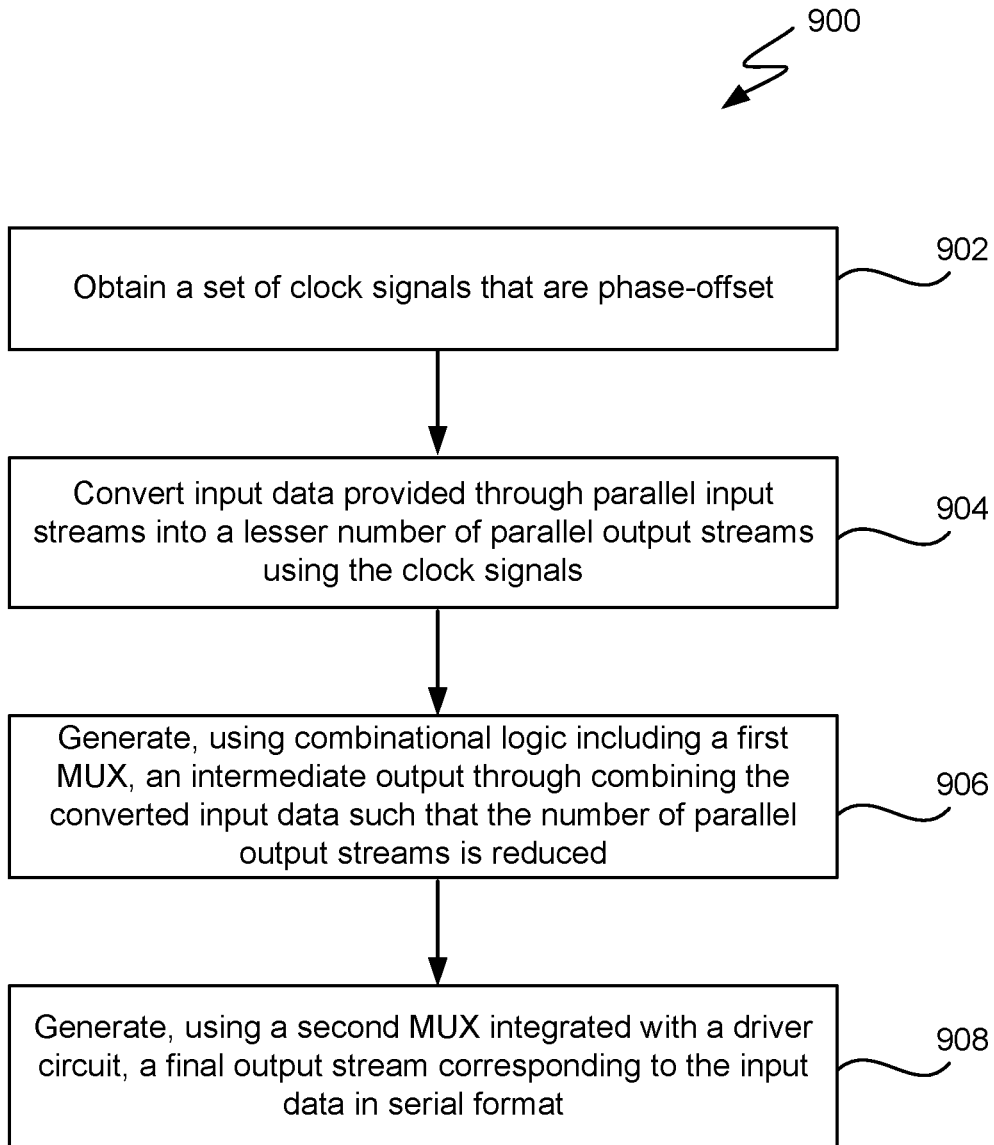 900
Obtain a set of clock signals that are phase-offset
902
Convert input data provided through parallel input
streams into a lesser number of parallel output streams
using the clock signals
904
Generate, using combinational logic including a first
MUX, an intermediate output through combining the
converted input data such that the number of parallel
output streams is reduced
906
Generate, using a second MUX integrated with a driver
circuit, a final output stream corresponding to the input
data in serial format
908